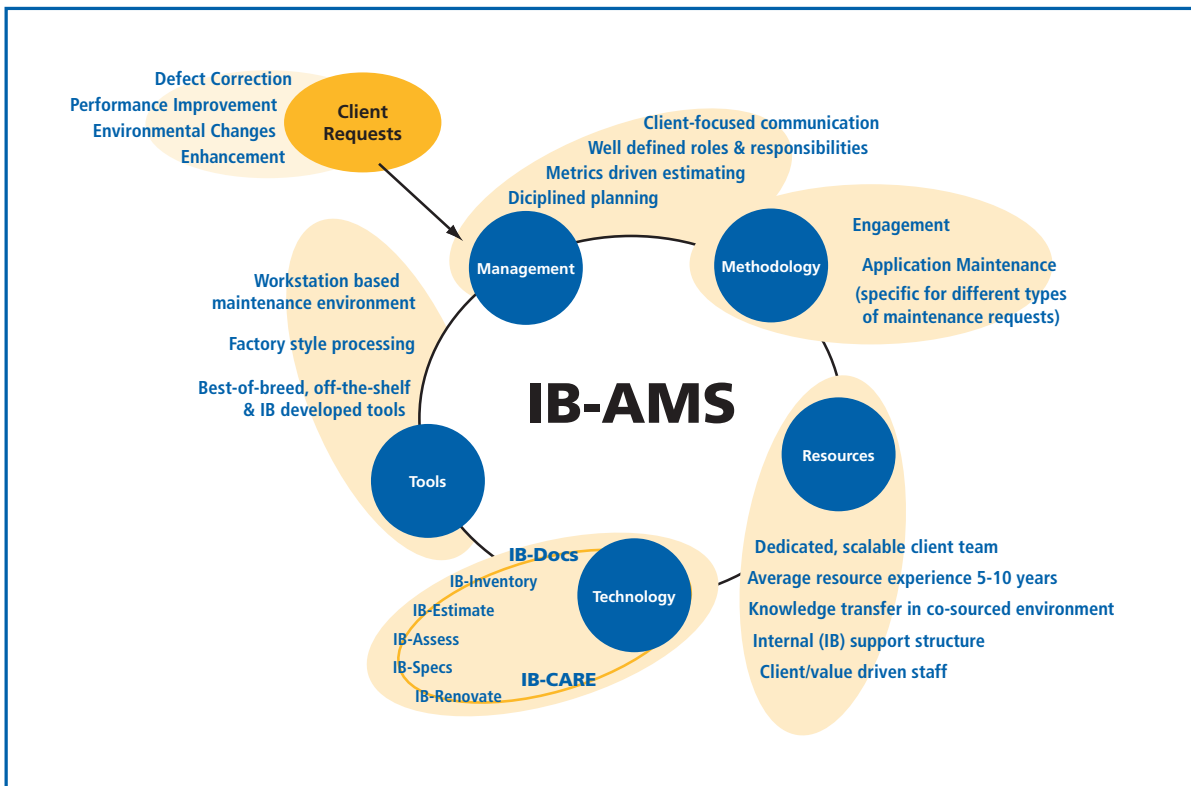 Defect Correction
Performance Improvement
Environmental Changes
Enhancement
Client
Requests
Client-focused communication
Well defined roles & responsibilities
Metrics driven estimating
Diciplined planning
Management
Methodology
Engagement
Application Maintenance
(specific for different types
of maintenance requests)
Workstation based
maintenance environment
Factory style processing
Best-of-breed, off-the-shelf
& IB developed tools
IB-AMS
Tools
Resources
Dedicated, scalable client team
Average resource experience 5-10 years
Knowledge transfer in co-sourced environment
Internal (IB) support structure
Client/value driven staff
Technology
IB-Docs
IB-Inventory
IB-Estimate
IB-Assess
IB-Specs
IB-Renovate
IB-CARE